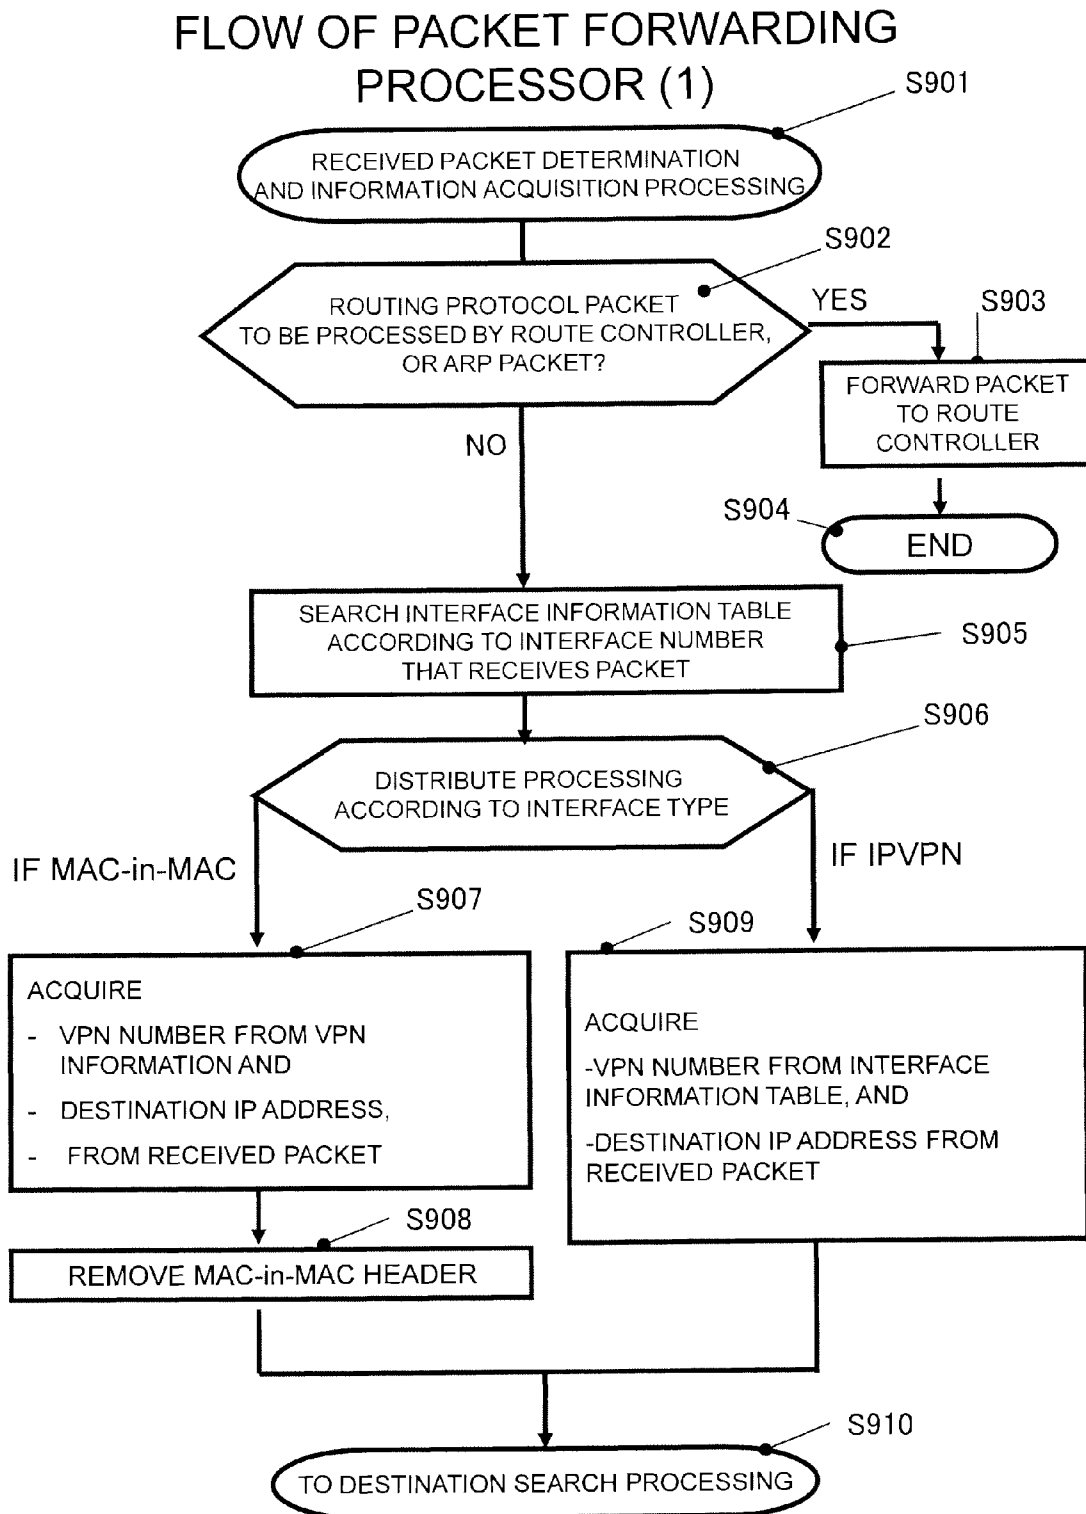 FLOW OF PACKET FORWARDING
PROCESSOR (1)
S901
RECEIVED PACKET DETERMINATION
AND INFORMATION ACQUISITION PROCESSING
S902
ROUTING PROTOCOL PACKET
TO BE PROCESSED BY ROUTE CONTROLLER,
OR ARP PACKET?
YES
S903
FORWARD PACKET
TO ROUTE
CONTROLLER
NO
S904
END
SEARCH INTERFACE INFORMATION TABLE
ACCORDING TO INTERFACE NUMBER
THAT RECEIVES PACKET
S905
S906
DISTRIBUTE PROCESSING
ACCORDING TO INTERFACE TYPE
IF MAC-in-MAC
IF IPVPN
S907
ACQUIRE
- VPN NUMBER FROM VPN
INFORMATION AND
- DESTINATION IP ADDRESS,
- FROM RECEIVED PACKET
S909
ACQUIRE
-VPN NUMBER FROM INTERFACE
INFORMATION TABLE, AND
-DESTINATION IP ADDRESS FROM
RECEIVED PACKET
S908
REMOVE MAC-in-MAC HEADER
S910
TO DESTINATION SEARCH PROCESSING